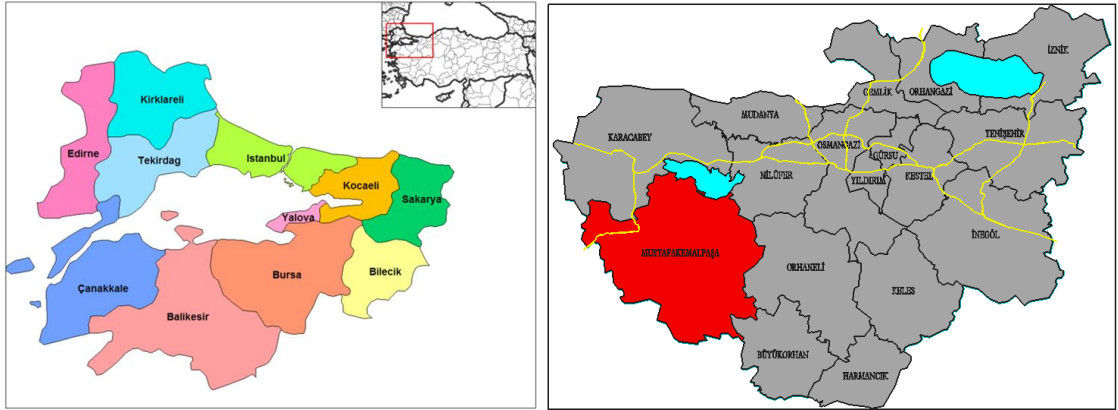 Kirklareli
Edirne
Tekirdag
Istanbul
Kocaeli
Sakarya
Yalova
Bursa
Bilecik
Çanakkale
Balikesir
İZNİK
GEMLİK
ORHANGAZİ
MUDANYA
KARACABEY
YENİŞEHİR
OSMANGAZİ
GÜRSU
NİLÜFER
YILDIRIM
KESTEL
İNEGÖL
MUSTAFAKEMALPAŞA
ORHANELİ
KELES
BÜYÜKORHAN
HARMANCIK